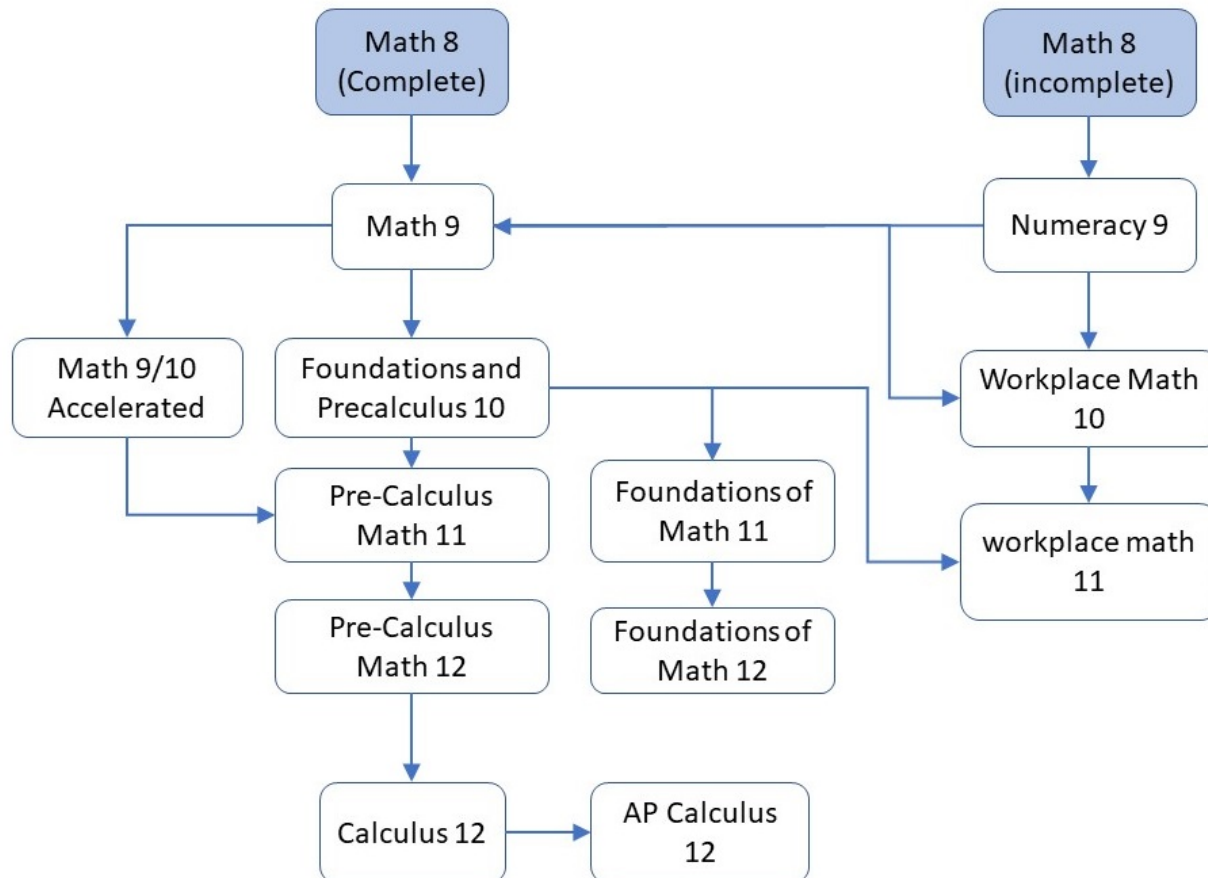 Math 8
(Complete)
Math 8
(incomplete)
Math 9
Numeracy 9
Math 9/10
Accelerated
Foundations and
Precalculus 10
Workplace Math
10
Pre-Calculus
Math 11
Foundations of
Math 11
workplace math
11
Pre-Calculus
Math 12
Foundations of
Math 12
Calculus 12
AP Calculus
12